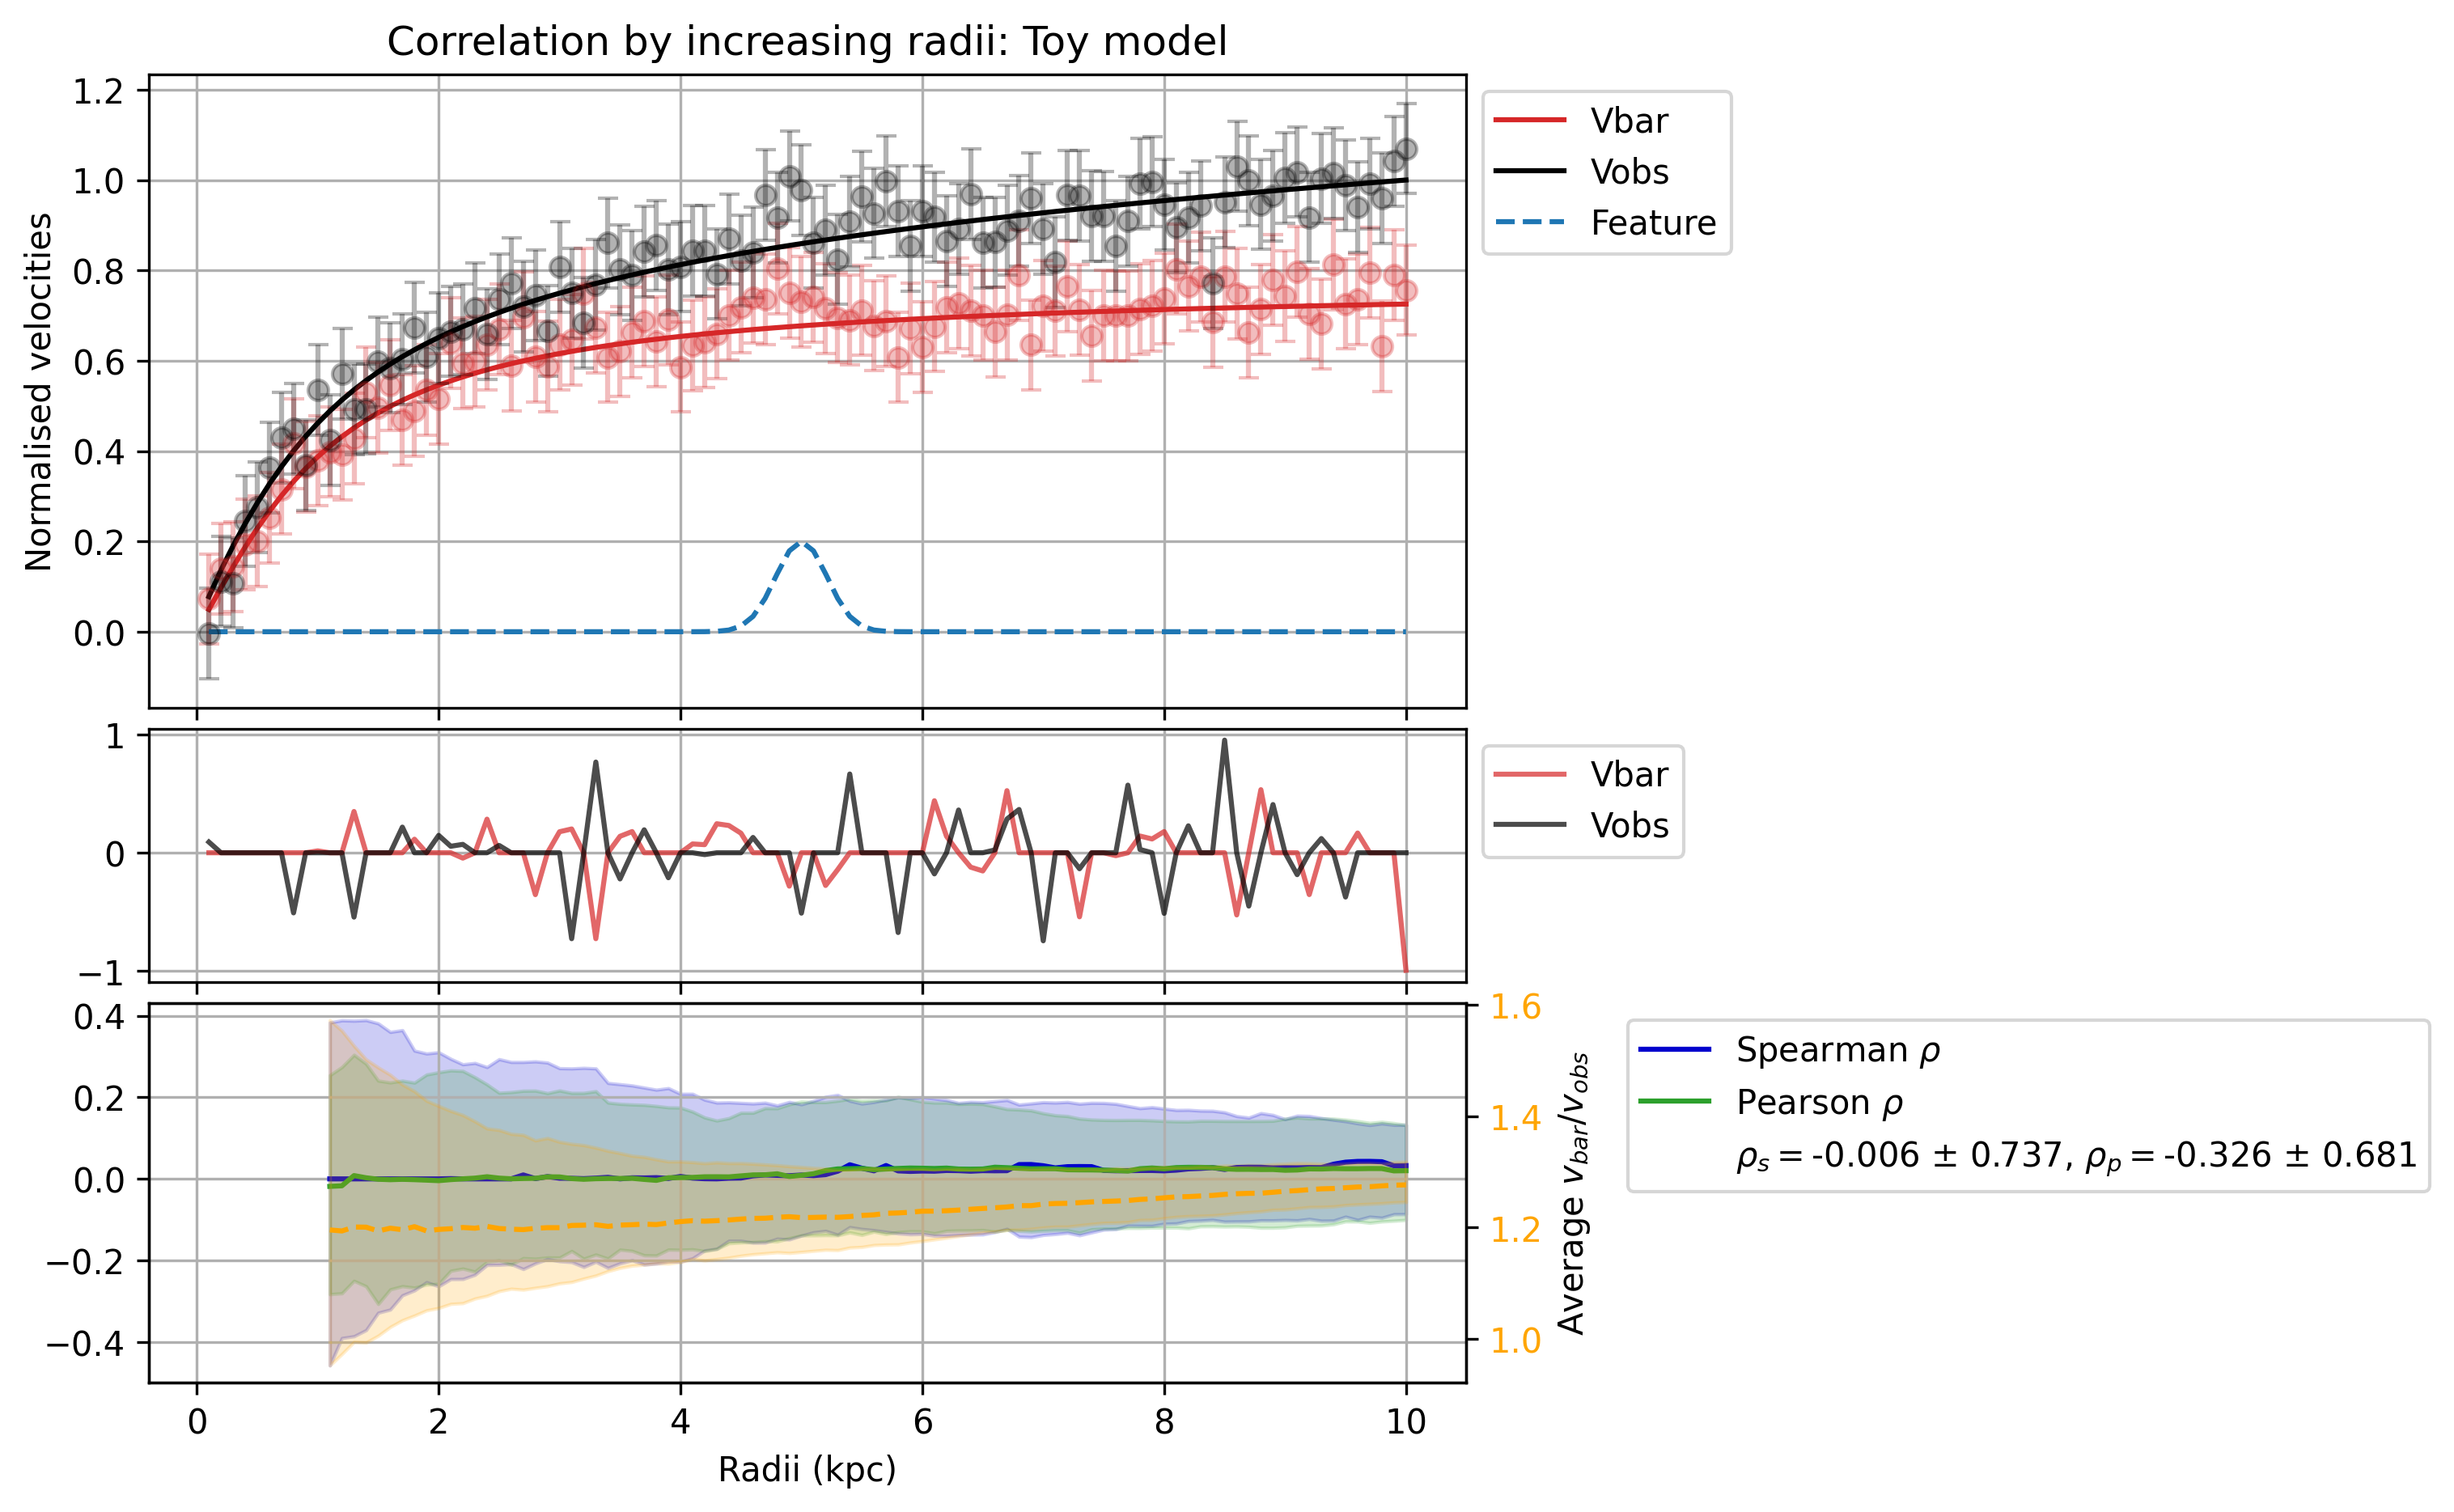 Correlation by increasing radii: Toy model
Normalised velocities
1.2
1.0
0.8
0.6
0.4
0.2
0.0
Vbar
Vobs
Feature
1
0
−1
Vbar
Vobs
0.4
0.2
0.0
−0.2
−0.4
1.6
1.4
1.2
1.0
Average v_bar/v_obs
Spearman ρ
Pearson ρ
ρ_s = -0.006 ± 0.737, ρ_p = -0.326 ± 0.681
0 2 4 6 8 10
Radii (kpc)